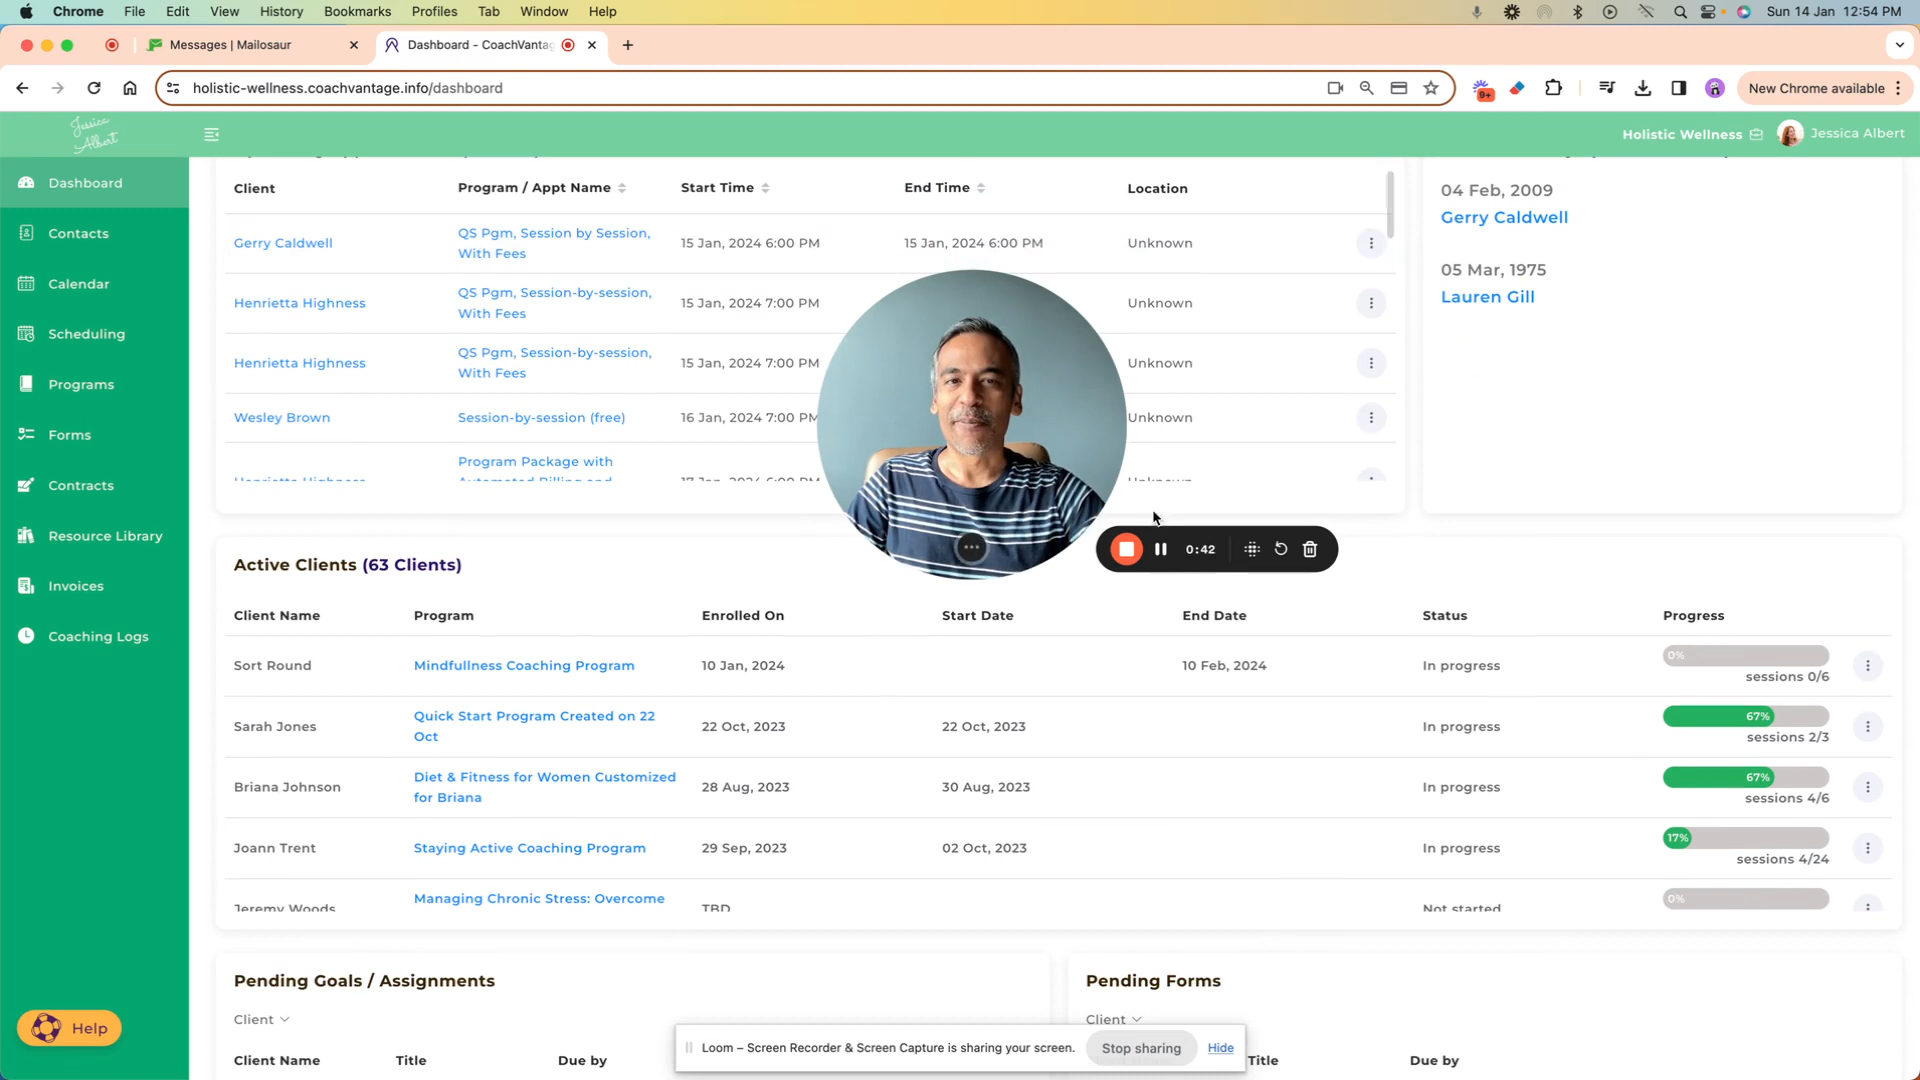 Chrome File Edit View History Bookmarks Profiles Tab Window Help Sun 14 Jan 12:54 PM
Messages | Mailosaur Dashboard - CoachVantag
holistic-wellness.coachvantage.info/dashboard 9+ New Chrome available
Jessica Albert Holistic Wellness Jessica Albert
Dashboard
Contacts
Calendar
Scheduling
Programs
Forms
Contracts
Resource Library
Invoices
Coaching Logs
Help
Client Program / Appt Name Start Time End Time Location
Gerry Caldwell QS Pgm, Session by Session, 15 Jan, 2024 6:00 PM 15 Jan, 2024 6:00 PM Unknown
With Fees
Henrietta Highness QS Pgm, Session-by-session, 15 Jan, 2024 7:00 PM Unknown
With Fees
Henrietta Highness QS Pgm, Session-by-session, 15 Jan, 2024 7:00 PM Unknown
With Fees
Wesley Brown Session-by-session (free) 16 Jan, 2024 7:00 PM Unknown
Program Package with
04 Feb, 2009
Gerry Caldwell
05 Mar, 1975
Lauren Gill
0:42
Active Clients (63 Clients)
Client Name Program Enrolled On Start Date End Date Status Progress
Sort Round Mindfullness Coaching Program 10 Jan, 2024 10 Feb, 2024 In progress 0%
sessions 0/6
Sarah Jones Quick Start Program Created on 22 22 Oct, 2023 22 Oct, 2023 In progress 67%
Oct sessions 2/3
Briana Johnson Diet & Fitness for Women Customized 28 Aug, 2023 30 Aug, 2023 In progress 67%
for Briana sessions 4/6
Joann Trent Staying Active Coaching Program 29 Sep, 2023 02 Oct, 2023 In progress 17%
sessions 4/24
Jeremy Woods Managing Chronic Stress: Overcome TBD Not started 0%
Pending Goals / Assignments
Client
Client Name Title Due by
Pending Forms
Client
Title Due by
Loom – Screen Recorder & Screen Capture is sharing your screen. Stop sharing Hide